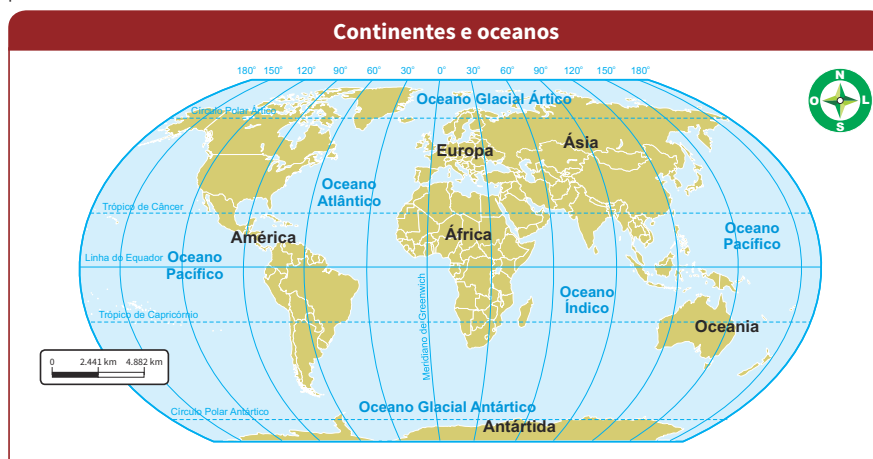 Continentes e oceanos
180° 150° 120° 90° 60° 30° 0° 30° 60° 90° 120° 150° 180°
N
O L
S
Oceano Glacial Ártico
Círculo Polar Ártico
Europa
Ásia
Oceano
Atlântico
Trópico de Câncer
América
África
Oceano
Pacífico
Linha do Equador
Oceano
Pacífico
Oceano
Índico
Meridiano de Greenwich
Trópico de Capricórnio
Oceania
0 2.441 km 4.882 km
Círculo Polar Antártico
Oceano Glacial Antártico
Antártida